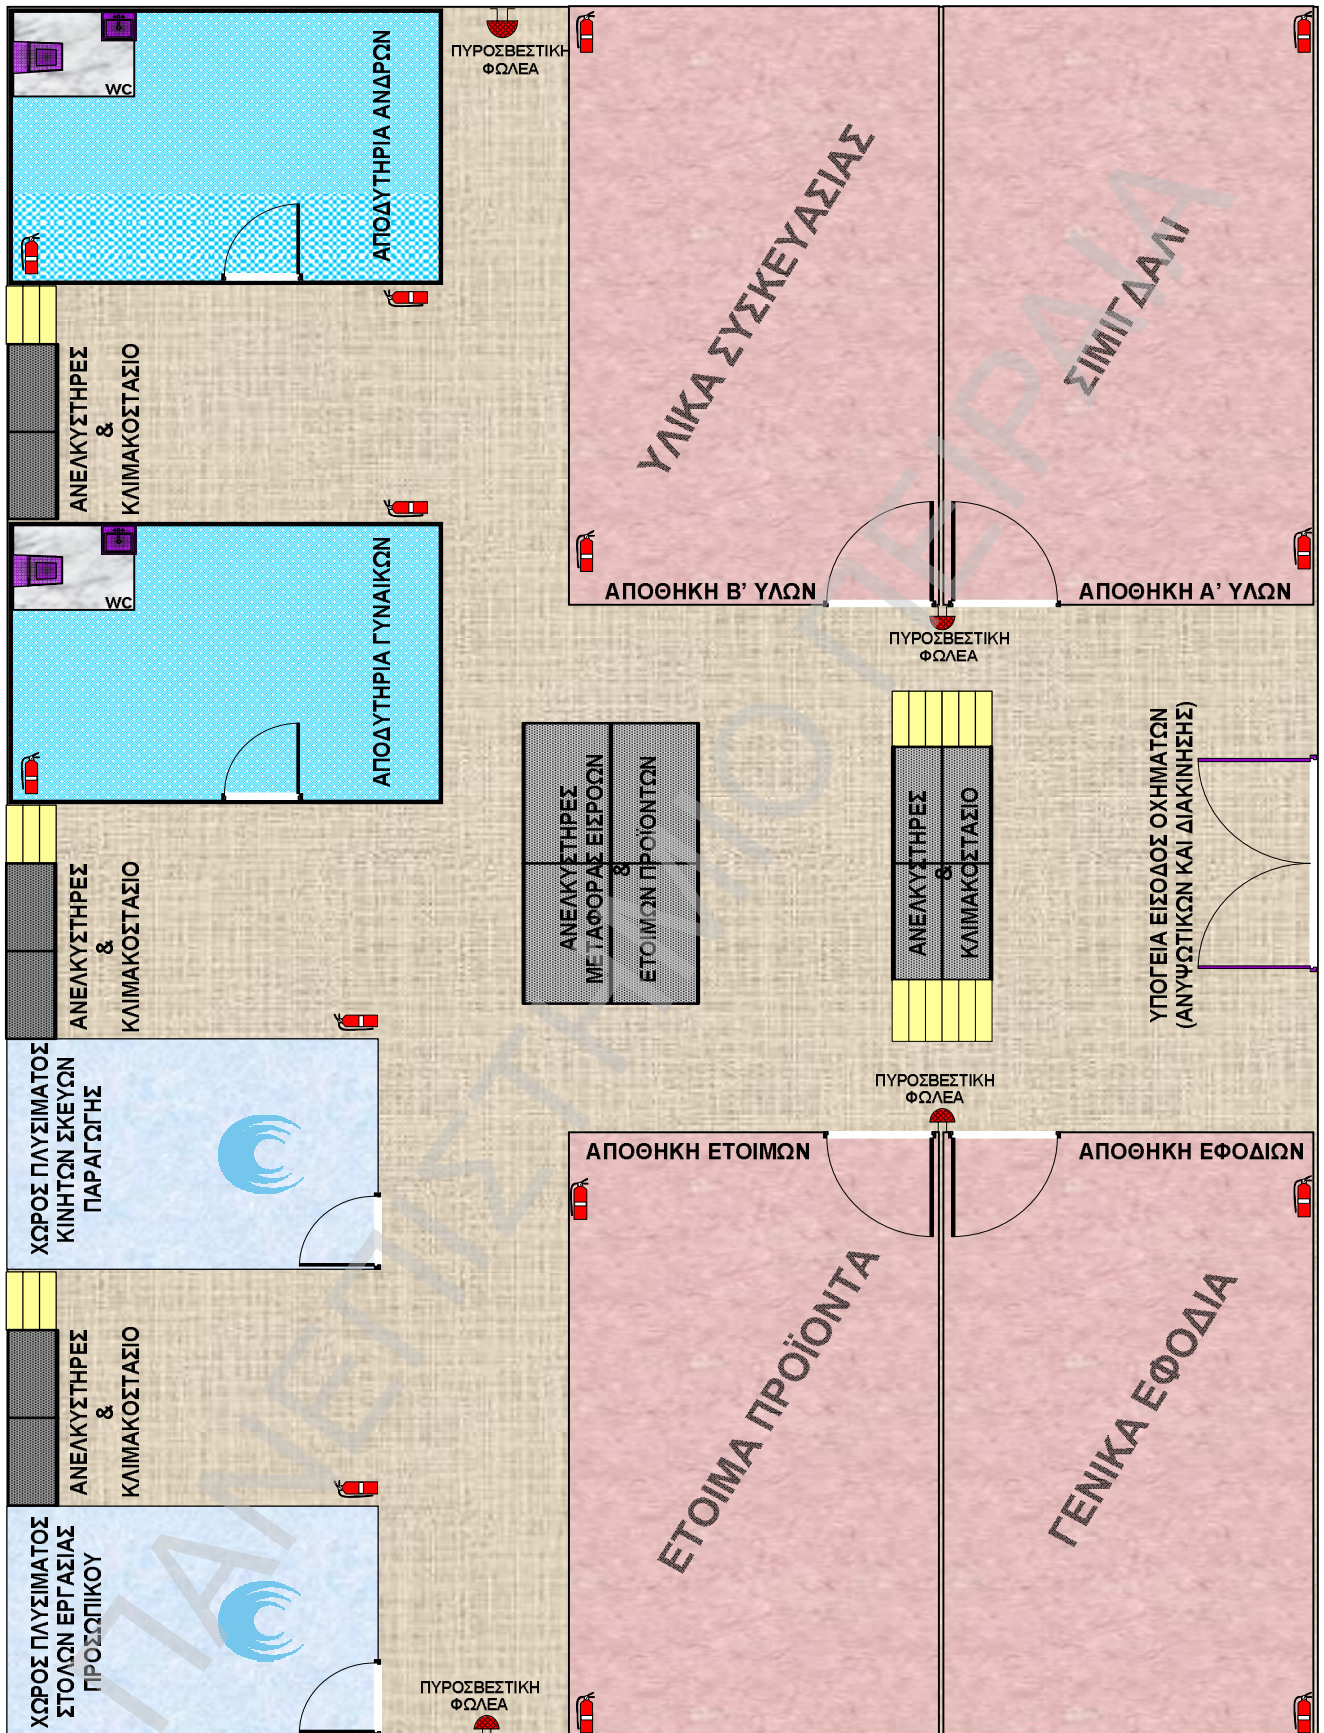 ΠΥΡΟΣΒΕΣΤΙΚΗ
ΦΩΛΕΑ
WC
ΑΠΟΔΥΤΗΡΙΑ ΑΝΔΡΩΝ
ΥΛΙΚΑ ΣΥΣΚΕΥΑΣΙΑΣ
ΣΙΜΙΓΔΑΛΙ
ΑΝΕΛΚΥΣΤΗΡΕΣ
&
ΚΛΙΜΑΚΟΣΤΑΣΙΟ
ΑΠΟΘΗΚΗ Β' ΥΛΩΝ
ΑΠΟΘΗΚΗ Α' ΥΛΩΝ
WC
ΑΠΟΔΥΤΗΡΙΑ ΓΥΝΑΙΚΩΝ
ΠΥΡΟΣΒΕΣΤΙΚΗ
ΦΩΛΕΑ
ΑΝΕΛΚΥΣΤΗΡΕΣ
ΜΕΤΑΦΟΡΑΣ ΕΙΣΡΟΩΝ
&
ΕΤΟΙΜΩΝ ΠΡΟΪΟΝΤΩΝ
ΑΝΕΛΚΥΣΤΗΡΕΣ
&
ΚΛΙΜΑΚΟΣΤΑΣΙΟ
ΥΠΟΓΕΙΑ ΕΙΣΟΔΟΣ ΟΧΗΜΑΤΩΝ
(ΑΝΥΨΩΤΙΚΩΝ ΚΑΙ ΔΙΑΚΙΝΗΣΗΣ)
ΑΝΕΛΚΥΣΤΗΡΕΣ
&
ΚΛΙΜΑΚΟΣΤΑΣΙΟ
ΧΩΡΟΣ ΠΛΥΣΙΜΑΤΟΣ
ΚΙΝΗΤΩΝ ΣΚΕΥΩΝ
ΠΑΡΑΓΩΓΗΣ
ΠΥΡΟΣΒΕΣΤΙΚΗ
ΦΩΛΕΑ
ΑΠΟΘΗΚΗ ΕΤΟΙΜΩΝ
ΑΠΟΘΗΚΗ ΕΦΟΔΙΩΝ
ΕΤΟΙΜΑ ΠΡΟΪΟΝΤΑ
ΓΕΝΙΚΑ ΕΦΟΔΙΑ
ΑΝΕΛΚΥΣΤΗΡΕΣ
&
ΚΛΙΜΑΚΟΣΤΑΣΙΟ
ΧΩΡΟΣ ΠΛΥΣΙΜΑΤΟΣ
ΣΤΟΛΩΝ ΕΡΓΑΣΙΑΣ
ΠΡΟΣΩΠΙΚΟΥ
ΠΥΡΟΣΒΕΣΤΙΚΗ
ΦΩΛΕΑ
ΠΑΝΕΠΙΣΤΗΜΙΟ ΠΕΙΡΑΙΑ